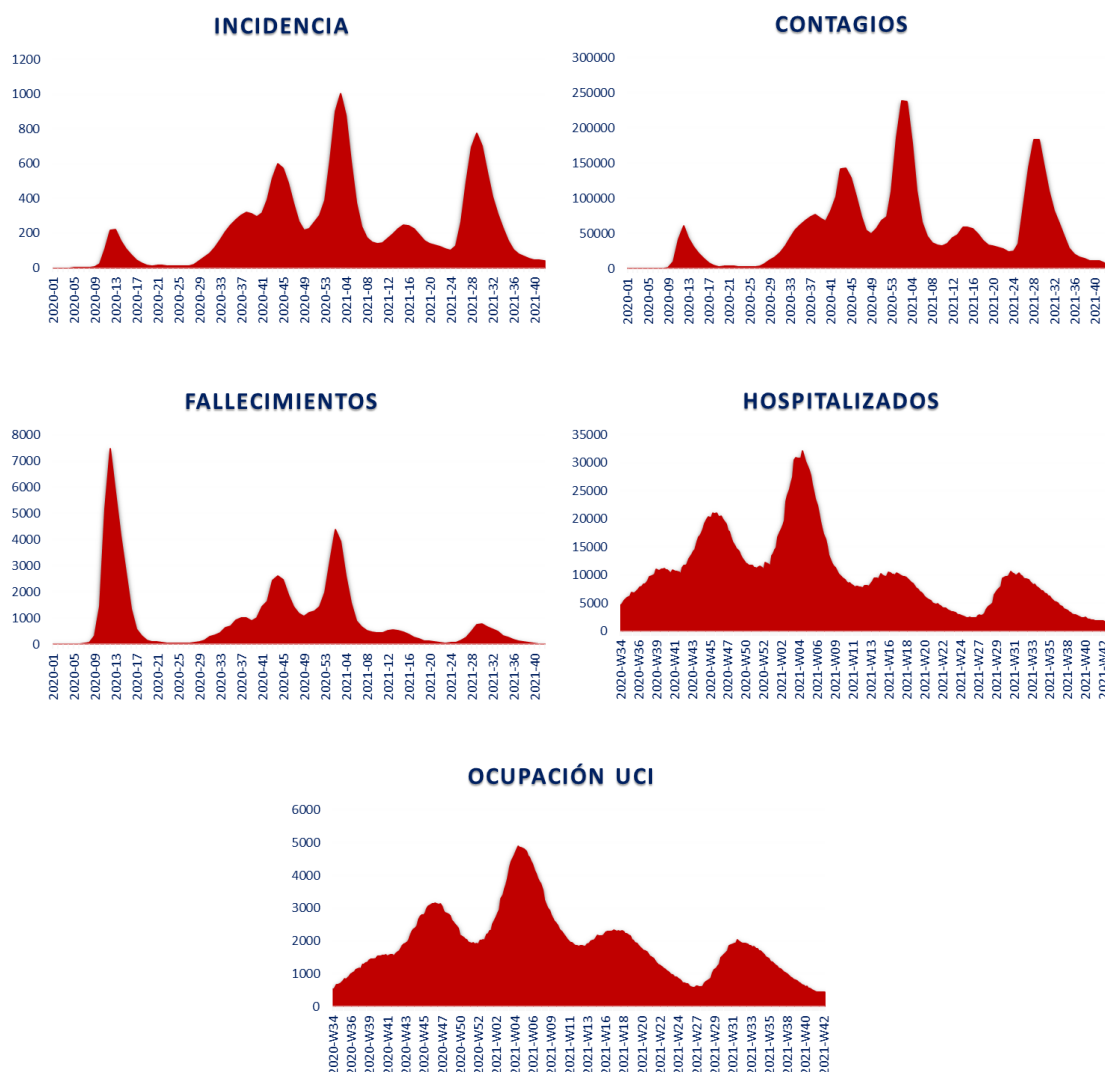 INCIDENCIA
1200
1000
800
600
400
200
0
2020-01
2020-05
2020-09
2020-13
2020-17
2020-21
2020-25
2020-29
2020-33
2020-37
2020-41
2020-45
2020-49
2020-53
2021-04
2021-08
2021-12
2021-16
2021-20
2021-24
2021-28
2021-32
2021-36
2021-40
CONTAGIOS
300000
250000
200000
150000
100000
50000
0
2020-01
2020-05
2020-09
2020-13
2020-17
2020-21
2020-25
2020-29
2020-33
2020-37
2020-41
2020-45
2020-49
2020-53
2021-04
2021-08
2021-12
2021-16
2021-20
2021-24
2021-28
2021-32
2021-36
2021-40
FALLECIMIENTOS
8000
7000
6000
5000
4000
3000
2000
1000
0
2020-01
2020-05
2020-09
2020-13
2020-17
2020-21
2020-25
2020-29
2020-33
2020-37
2020-41
2020-45
2020-49
2020-53
2021-04
2021-08
2021-12
2021-16
2021-20
2021-24
2021-28
2021-32
2021-36
2021-40
HOSPITALIZADOS
35000
30000
25000
20000
15000
10000
5000
0
2020-W34
2020-W36
2020-W39
2020-W41
2020-W43
2020-W45
2020-W47
2020-W50
2020-W52
2021-W02
2021-W04
2021-W06
2021-W09
2021-W11
2021-W13
2021-W16
2021-W18
2021-W20
2021-W22
2021-W24
2021-W27
2021-W29
2021-W31
2021-W33
2021-W35
2021-W38
2021-W40
2021-W42
OCUPACIÓN UCI
6000
5000
4000
3000
2000
1000
0
2020-W34
2020-W36
2020-W39
2020-W41
2020-W43
2020-W45
2020-W47
2020-W50
2020-W52
2021-W02
2021-W04
2021-W06
2021-W09
2021-W11
2021-W13
2021-W16
2021-W18
2021-W20
2021-W22
2021-W24
2021-W27
2021-W29
2021-W31
2021-W33
2021-W35
2021-W38
2021-W40
2021-W42